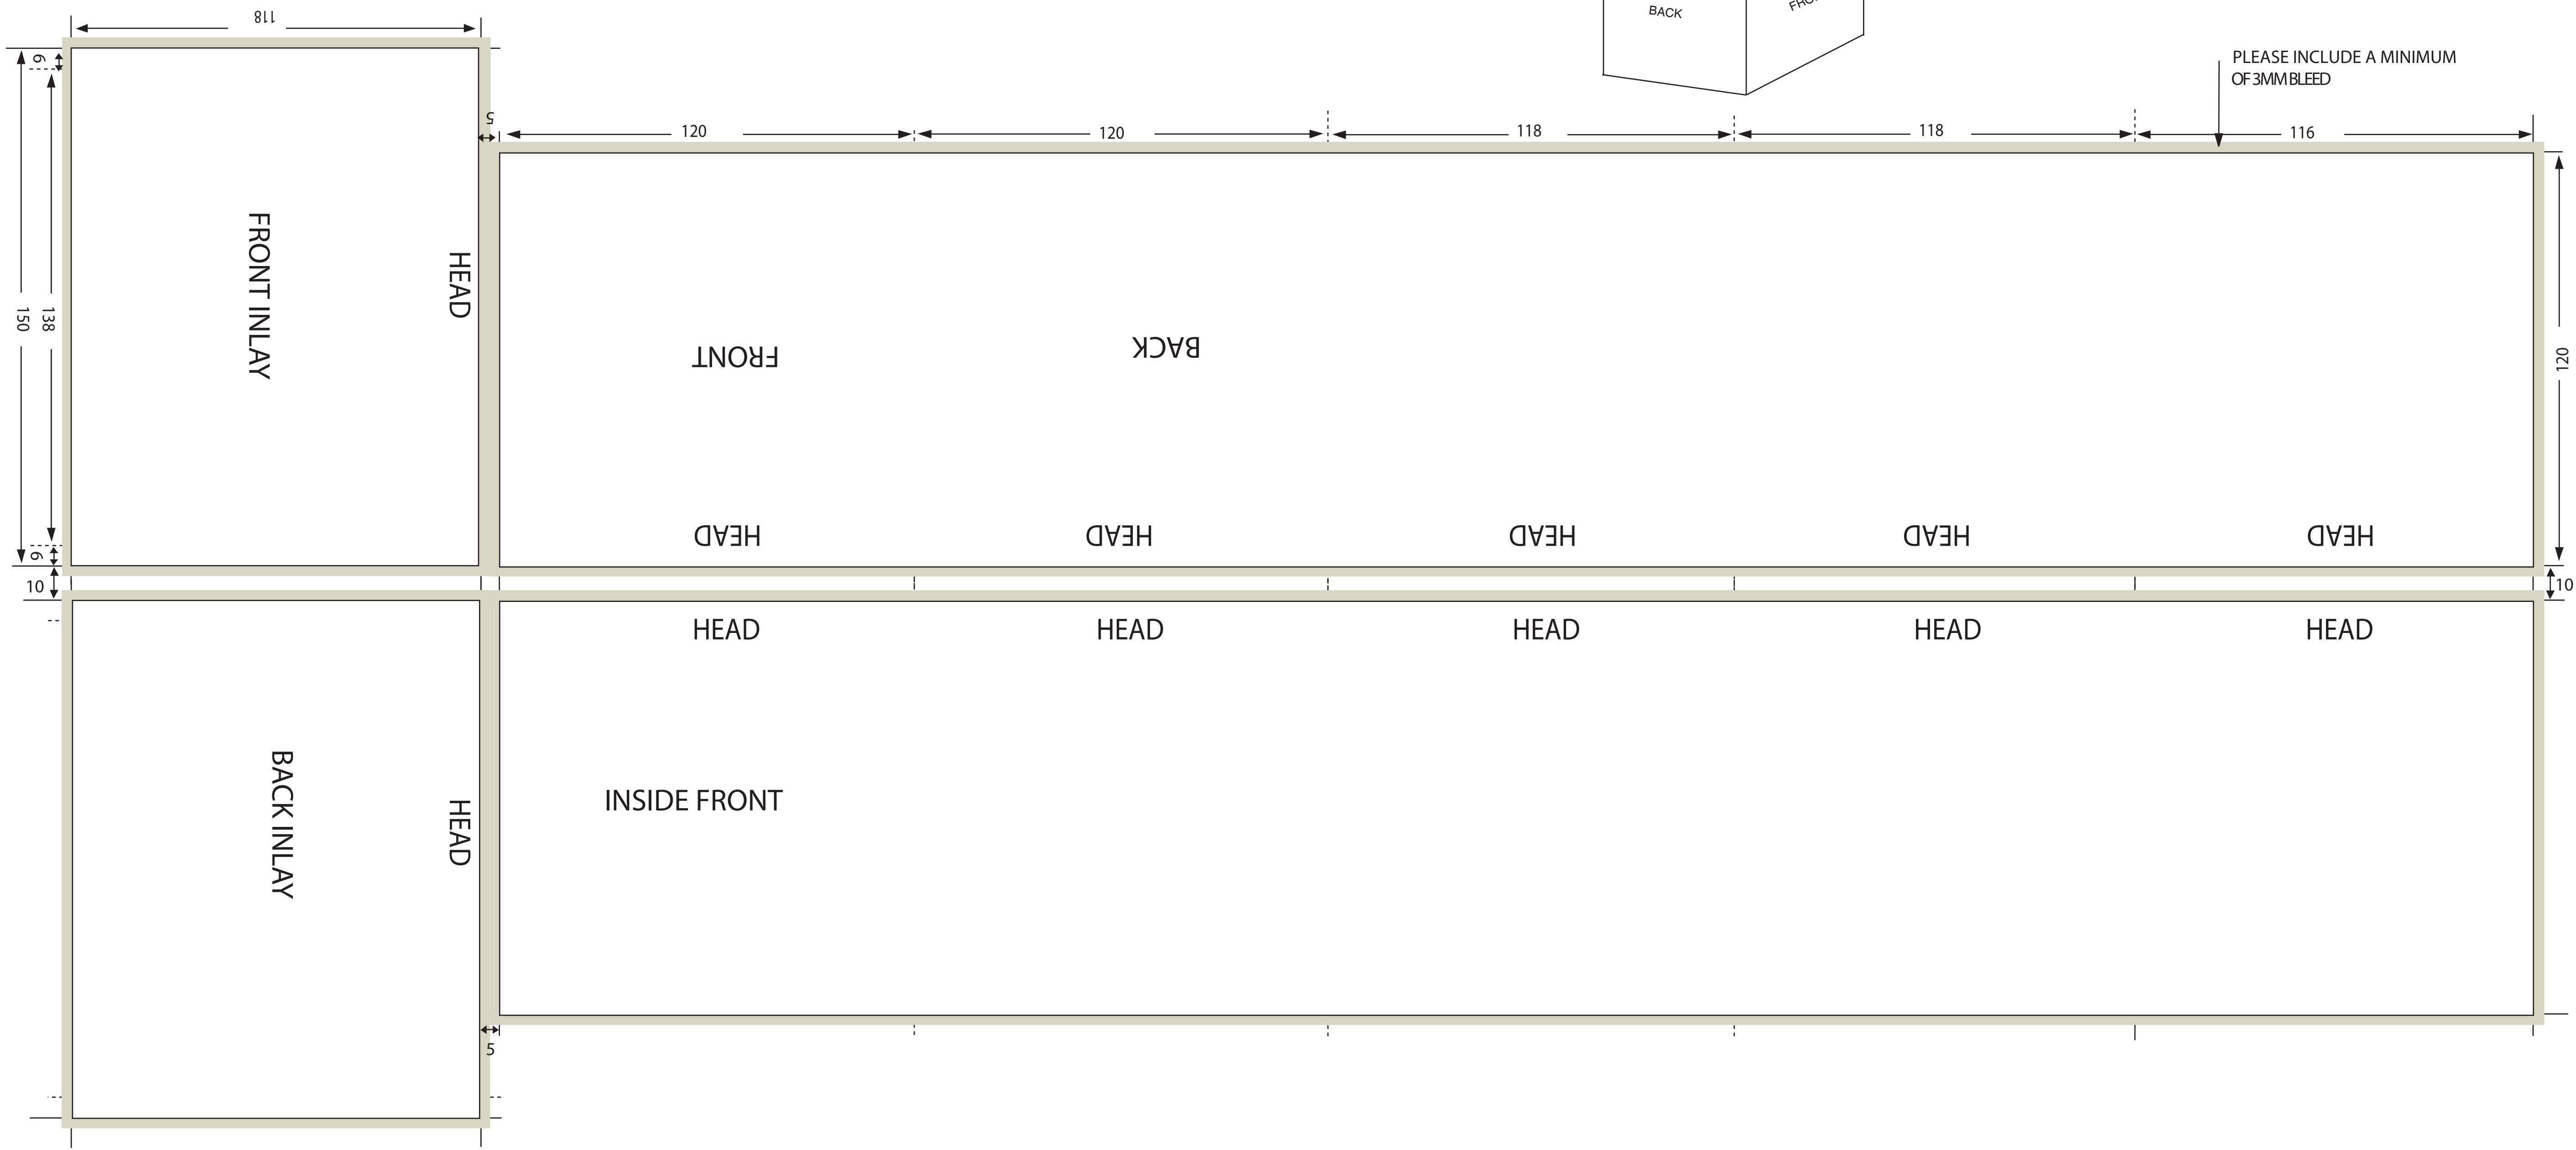 118
BACK
PLEASE INCLUDE A MINIMUM
OF 3MM BLEED
6
5
120
120
118
118
116
FRONT INLAY
HEAD
150
138
FRONT
BACK
120
HEAD
HEAD
HEAD
HEAD
HEAD
6
10
10
HEAD
HEAD
HEAD
HEAD
HEAD
BACK INLAY
HEAD
INSIDE FRONT
5